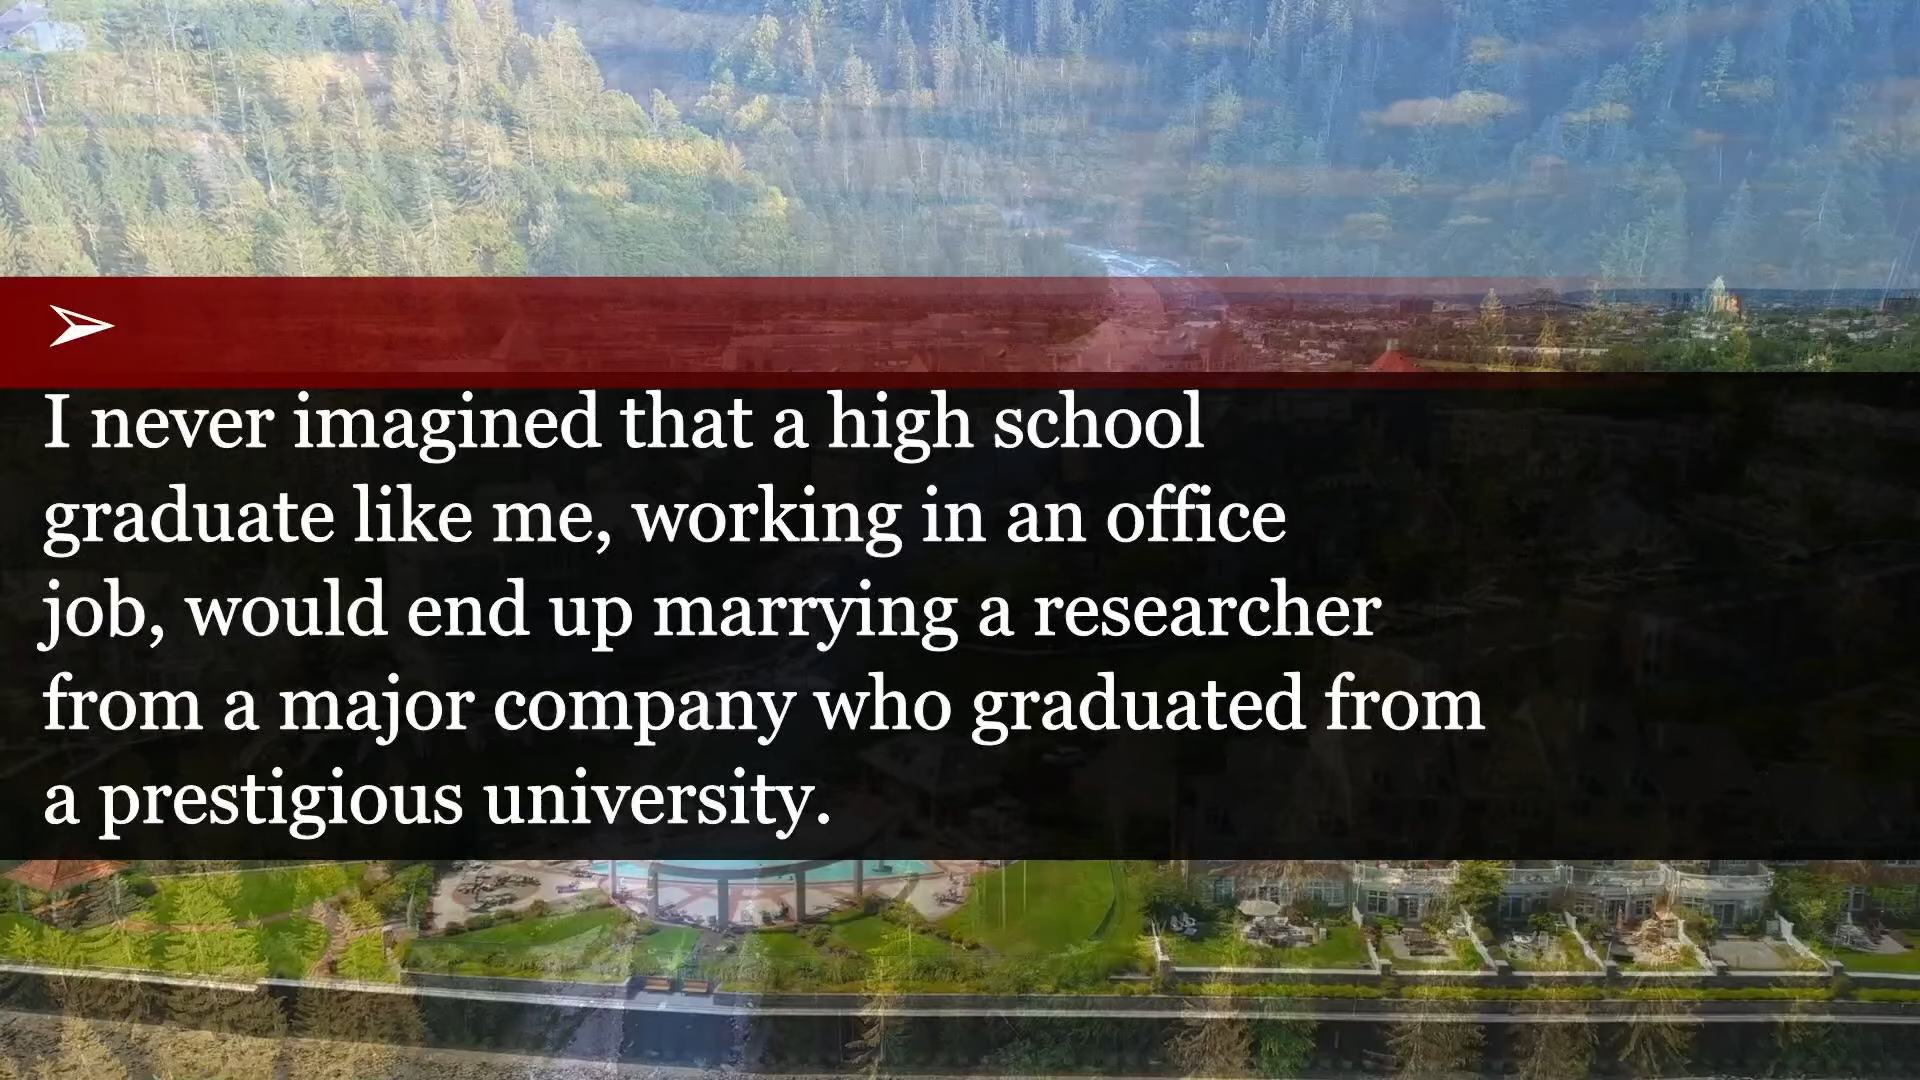 I never imagined that a high school
graduate like me, working in an office
job, would end up marrying a researcher
from a major company who graduated from
a prestigious university.